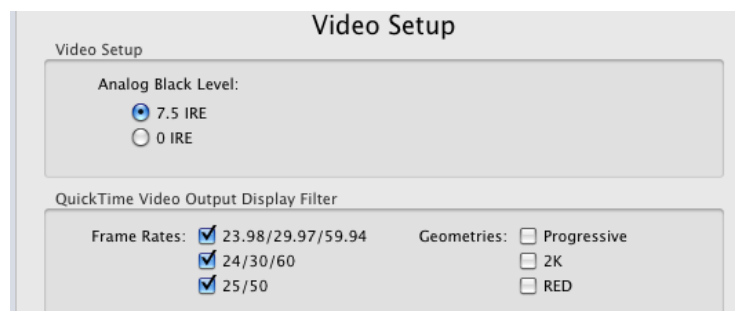 Video Setup
Video Setup
Analog Black Level:
7.5 IRE
0 IRE
QuickTime Video Output Display Filter
Frame Rates: 23.98/29.97/59.94 Geometries: Progressive
24/30/60 2K
25/50 RED